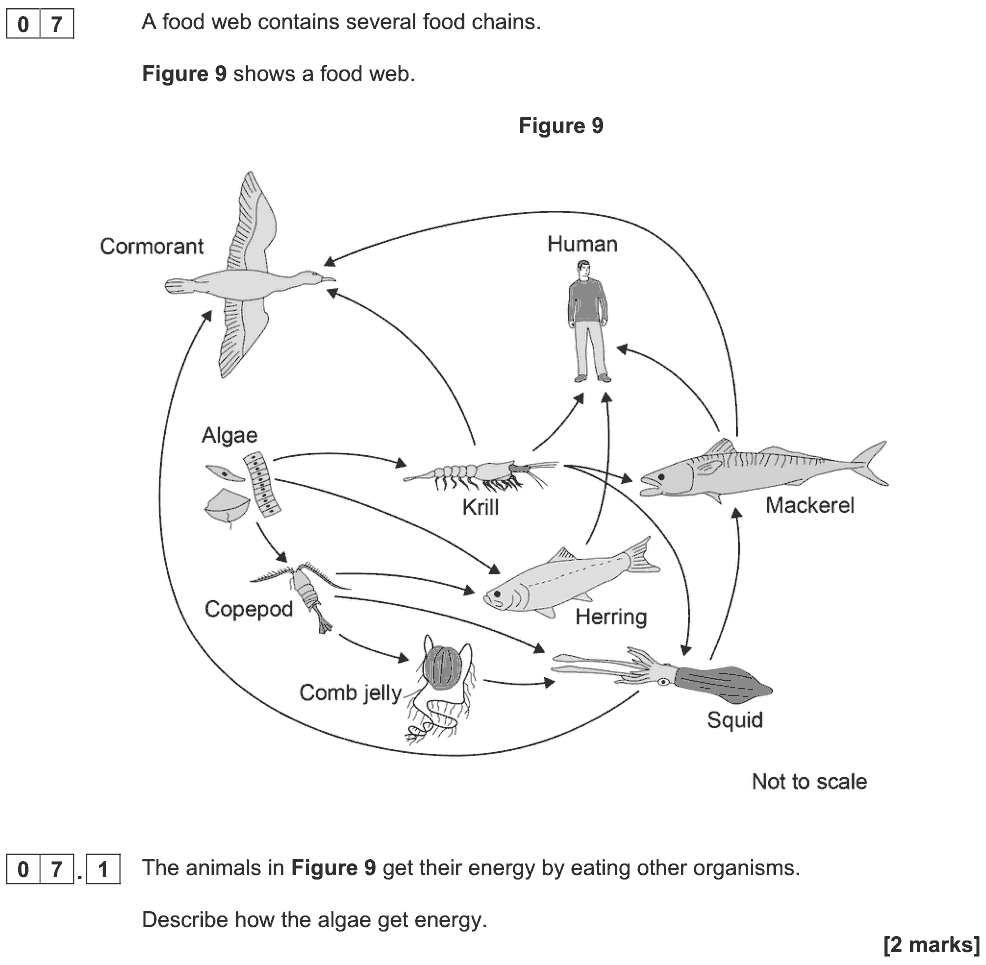 0 7 A food web contains several food chains.
Figure 9 shows a food web.
Figure 9
Cormorant
Human
Algae
Krill
Mackerel
Copepod
Herring
Comb jelly
Squid
Not to scale
0 7 . 1 The animals in Figure 9 get their energy by eating other organisms.
Describe how the algae get energy.
[2 marks]